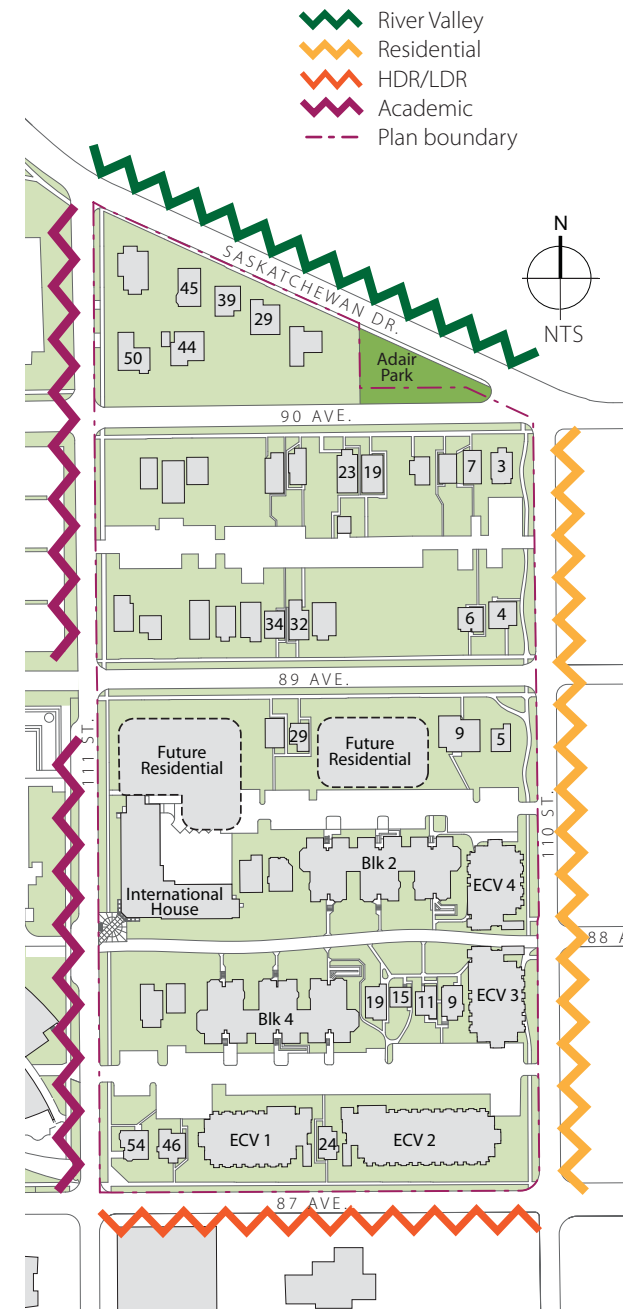 River Valley
Residential
HDR/LDR
Academic
Plan boundary
N
NTS
SASKATCHEWAN DR.
45
39
29
50
44
Adair
Park
90 AVE.
23
19
7
3
34
32
6
4
89 AVE.
111 ST.
Future
Residential
29
Future
Residential
9
5
110 ST.
Blk 2
ECV 4
International
House
88 A
19
15
11
9
ECV 3
Blk 4
54
46
ECV 1
24
ECV 2
87 AVE.